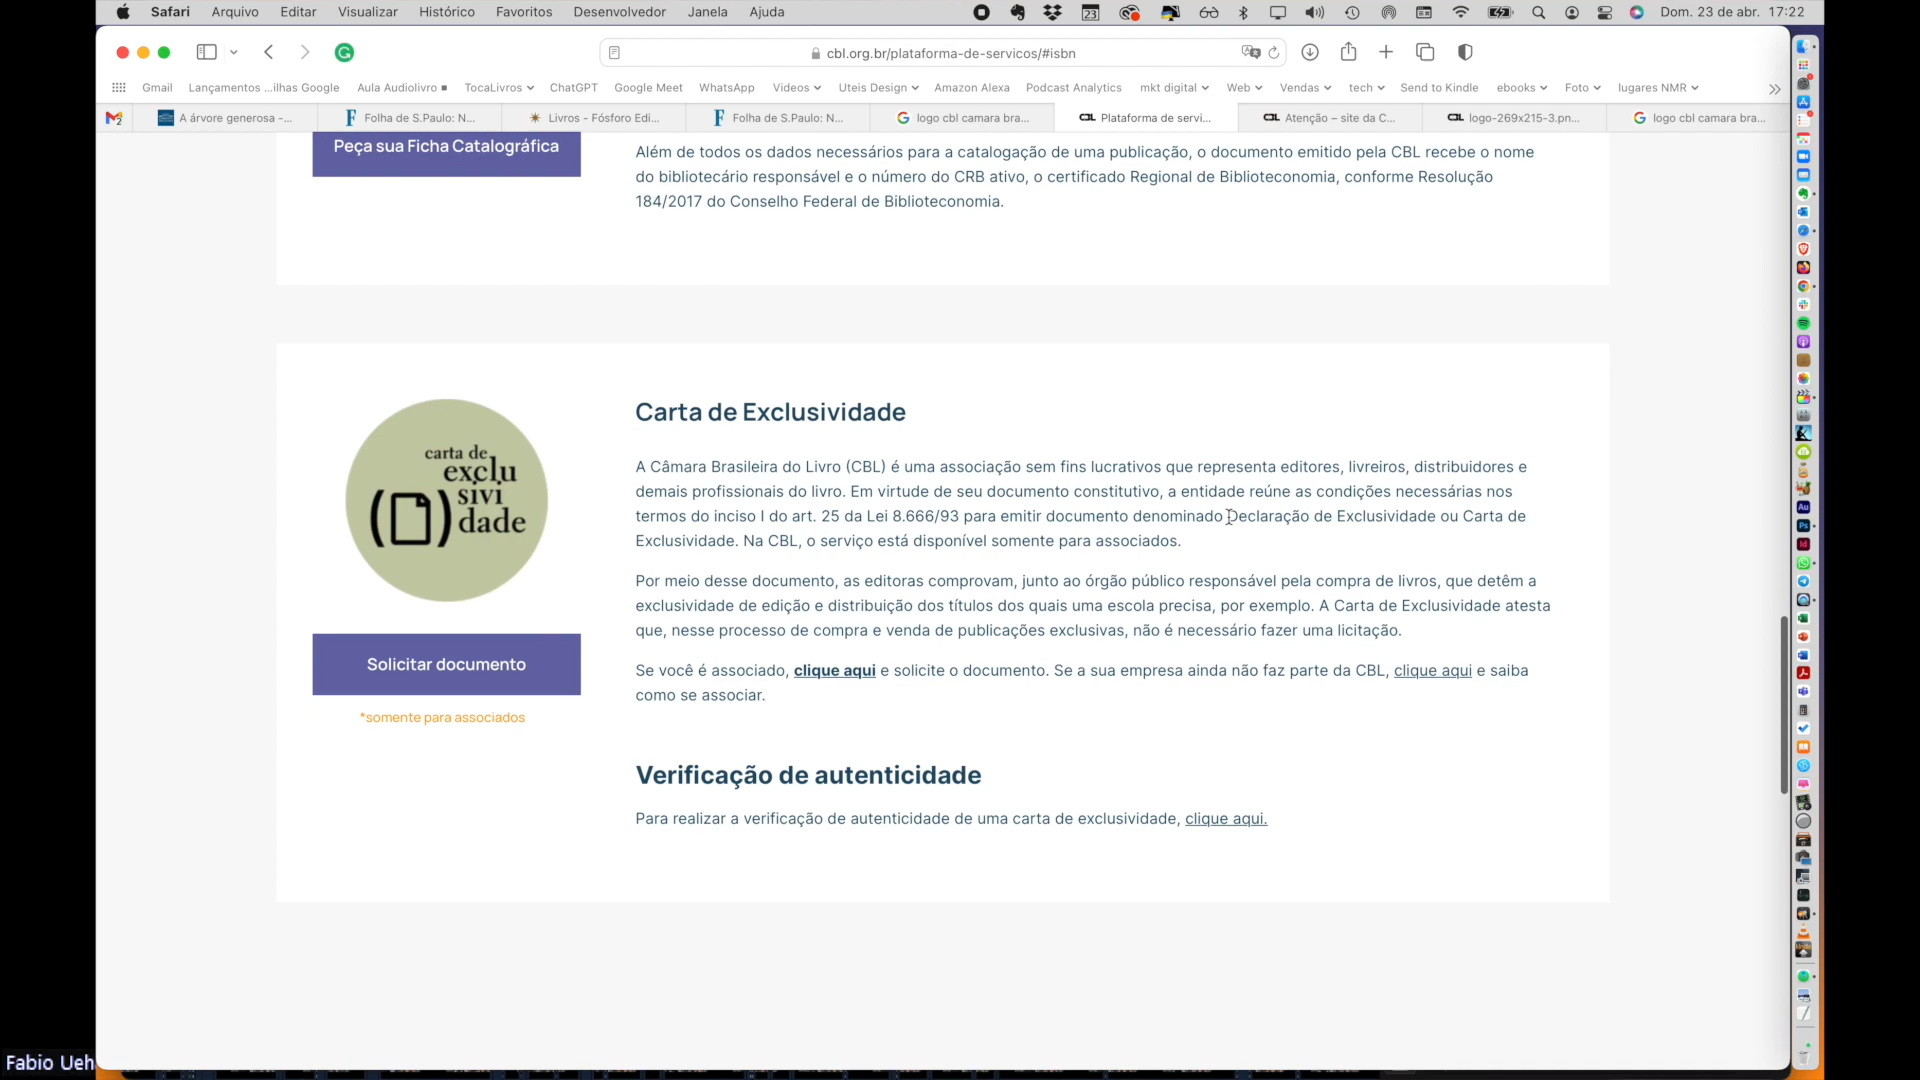 Safari Arquivo Editar Visualizar Histórico Favoritos Desenvolvedor Janela Ajuda
23
Dom. 23 de abr. 17:22
cbl.org.br/plataforma-de-servicos/#isbn
Gmail Lançamentos ...ilhas Google Aula Audiolivro TocaLivros ChatGPT Google Meet WhatsApp Videos Uteis Design Amazon Alexa Podcast Analytics mkt digital Web Vendas tech Send to Kindle ebooks Foto lugares NMR
A árvore generosa -... Folha de S.Paulo: N... Livros - Fósforo Edi... Folha de S.Paulo: N... logo cbl camara bra... Plataforma de servi... Atenção – site da C... logo-269x215-3.pn... logo cbl camara bra...
Peça sua Ficha Catalográfica
Além de todos os dados necessários para a catalogação de uma publicação, o documento emitido pela CBL recebe o nome
do bibliotecário responsável e o número do CRB ativo, o certificado Regional de Biblioteconomia, conforme Resolução
184/2017 do Conselho Federal de Biblioteconomia.
carta de
exclu
sivi
dade
Solicitar documento
*somente para associados
Carta de Exclusividade
A Câmara Brasileira do Livro (CBL) é uma associação sem fins lucrativos que representa editores, livreiros, distribuidores e
demais profissionais do livro. Em virtude de seu documento constitutivo, a entidade reúne as condições necessárias nos
termos do inciso I do art. 25 da Lei 8.666/93 para emitir documento denominado Declaração de Exclusividade ou Carta de
Exclusividade. Na CBL, o serviço está disponível somente para associados.
Por meio desse documento, as editoras comprovam, junto ao órgão público responsável pela compra de livros, que detêm a
exclusividade de edição e distribuição dos títulos dos quais uma escola precisa, por exemplo. A Carta de Exclusividade atesta
que, nesse processo de compra e venda de publicações exclusivas, não é necessário fazer uma licitação.
Se você é associado, clique aqui e solicite o documento. Se a sua empresa ainda não faz parte da CBL, clique aqui e saiba
como se associar.
Verificação de autenticidade
Para realizar a verificação de autenticidade de uma carta de exclusividade, clique aqui.
Fabio Ueh